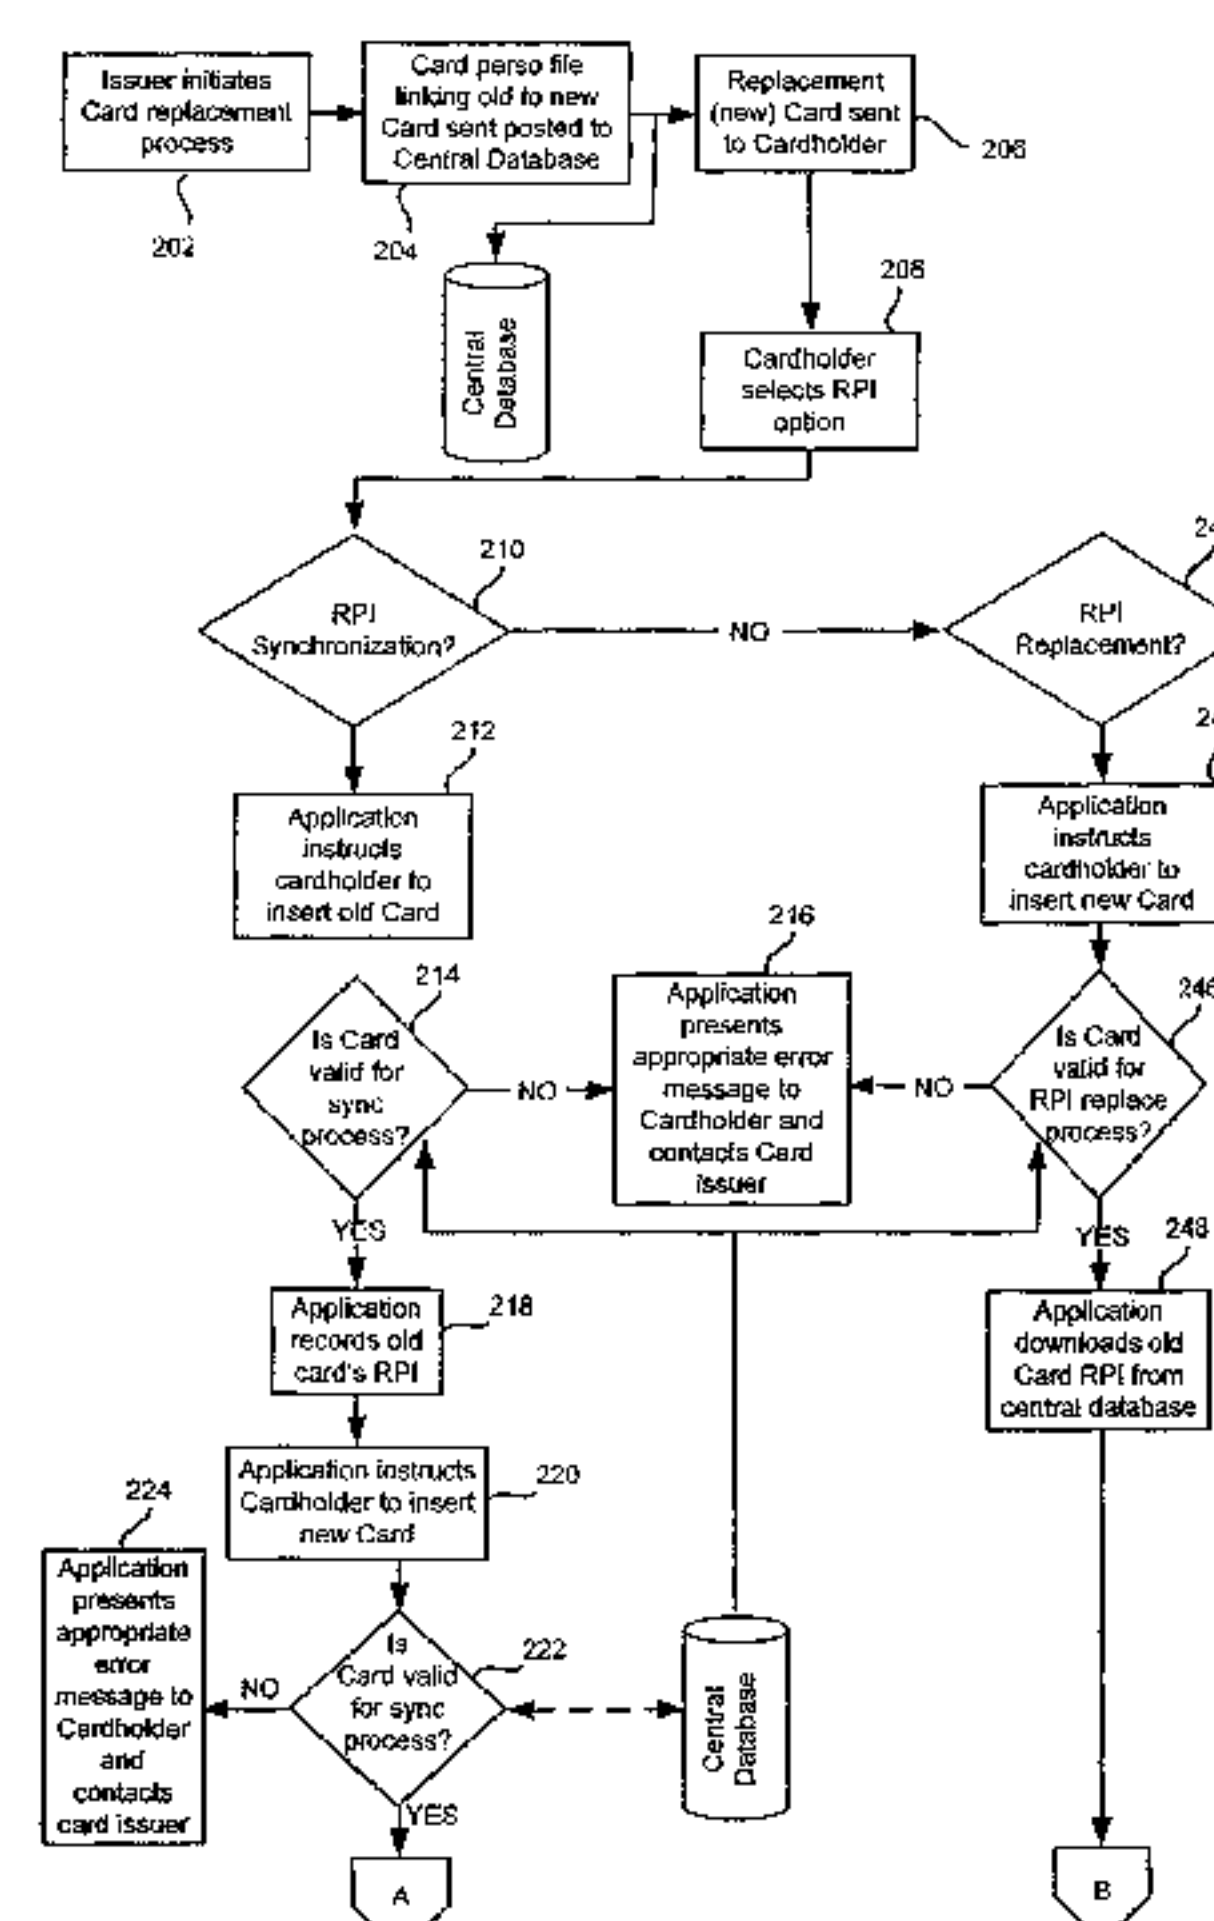 Issuer initiates
Card replacement
process
202
Card perso file
linking old to new
Card sent posted to
Central Database
204
Replacement
(new) Card sent
to Cardholder
206
Central
Database
208
Cardholder
selects RPI
option
210
RPI
Synchronization?
NO
RPI
Replacement?
212
Application
instructs
cardholder to
insert old Card
Application
instructs
cardholder to
insert new Card
214
Is Card
valid for
sync
process?
NO
YES
216
Application
presents
appropriate error
message to
Cardholder and
contacts Card
issuer
NO
246
Is Card
valid for
RPI replace
process?
YES
218
Application
records old
card's RPI
248
Application
downloads old
Card RPI from
central database
220
Application instructs
Cardholder to insert
new Card
224
Application
presents
appropriate
error
message to
Cardholder
and
contacts
card issuer
NO
222
Is
Card valid
for sync
process?
YES
Central
Database
A
B